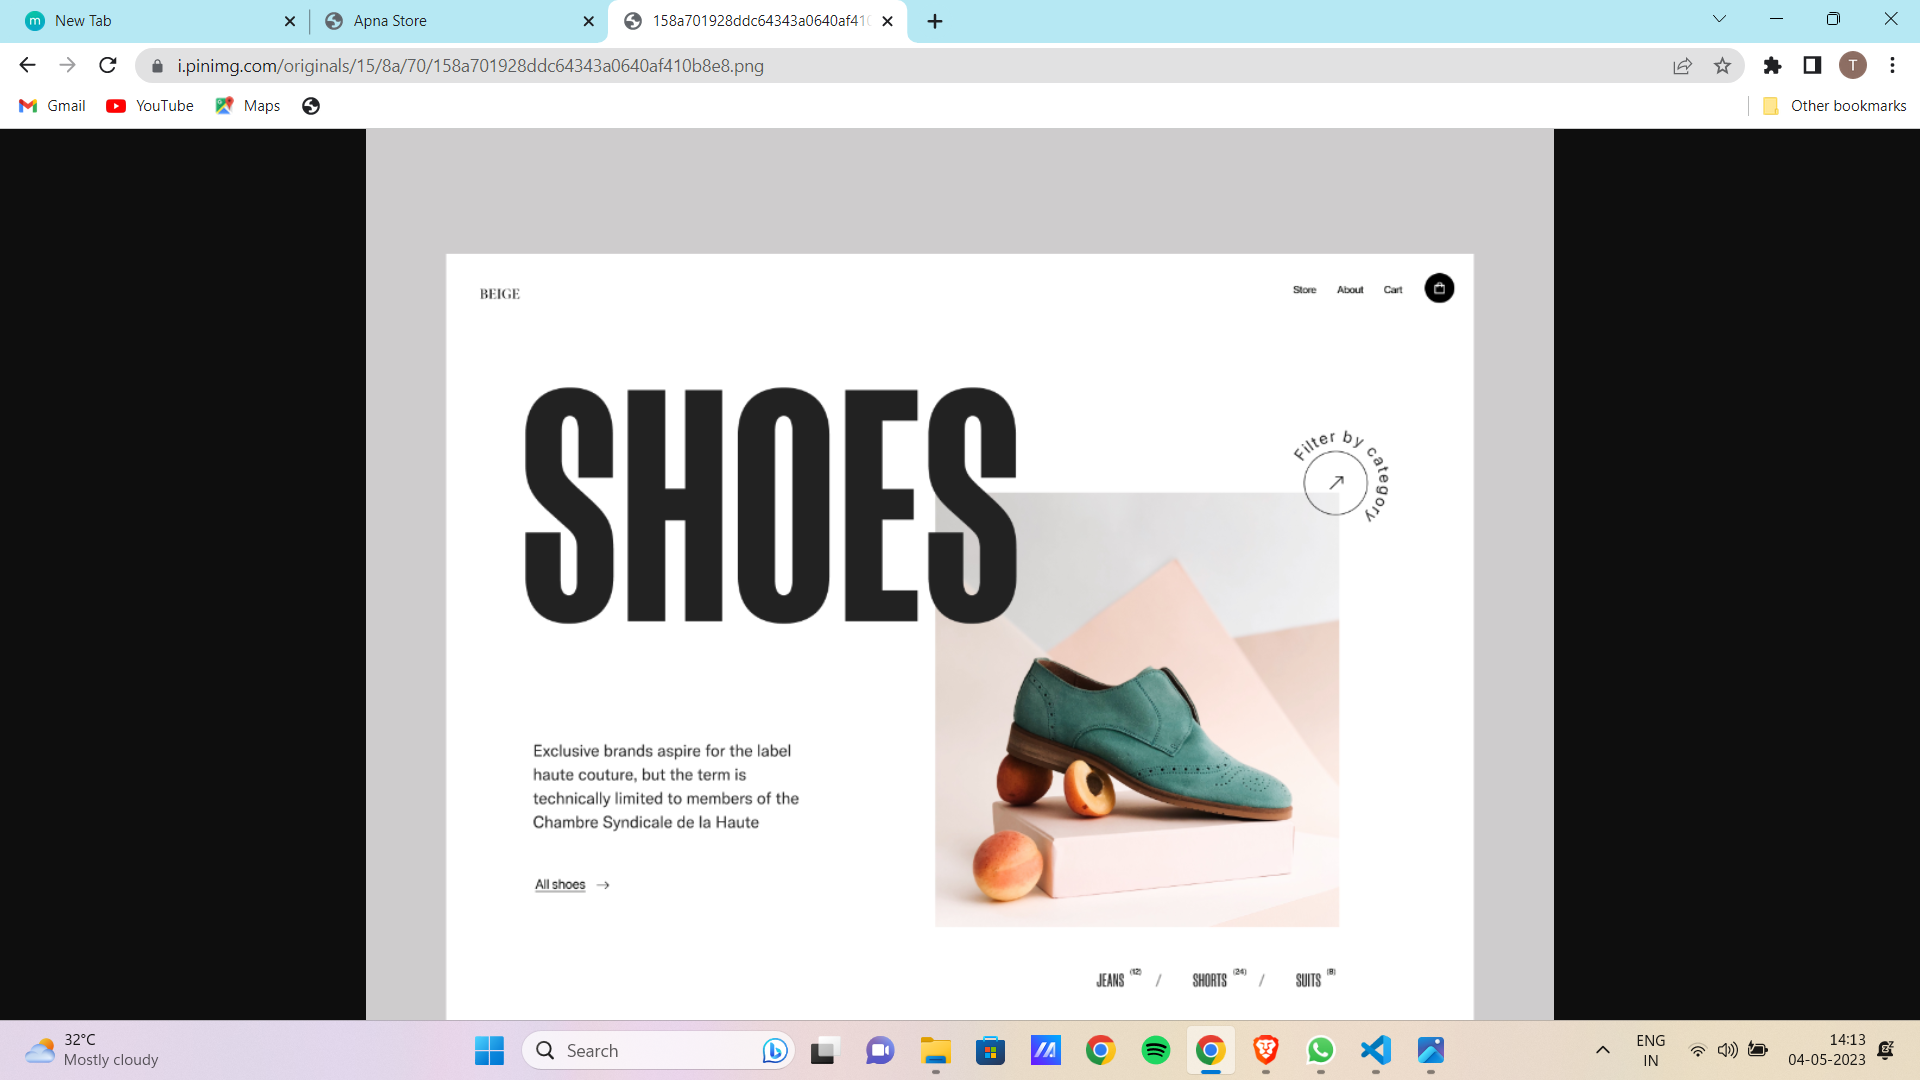 m New Tab
Apna Store
158a701928ddc64343a0640af410
i.pinimg.com/originals/15/8a/70/158a701928ddc64343a0640af410b8e8.png
T
Gmail
YouTube
Maps
Other bookmarks
BEIGE
Store
About
Cart
SHOES
Filter by category
Exclusive brands aspire for the label
haute couture, but the term is
technically limited to members of the
Chambre Syndicale de la Haute
All shoes →
JEANS (12) / SHORTS (24) / SUITS (8)
32°C
Mostly cloudy
Search
ENG
IN
14:13
04-05-2023